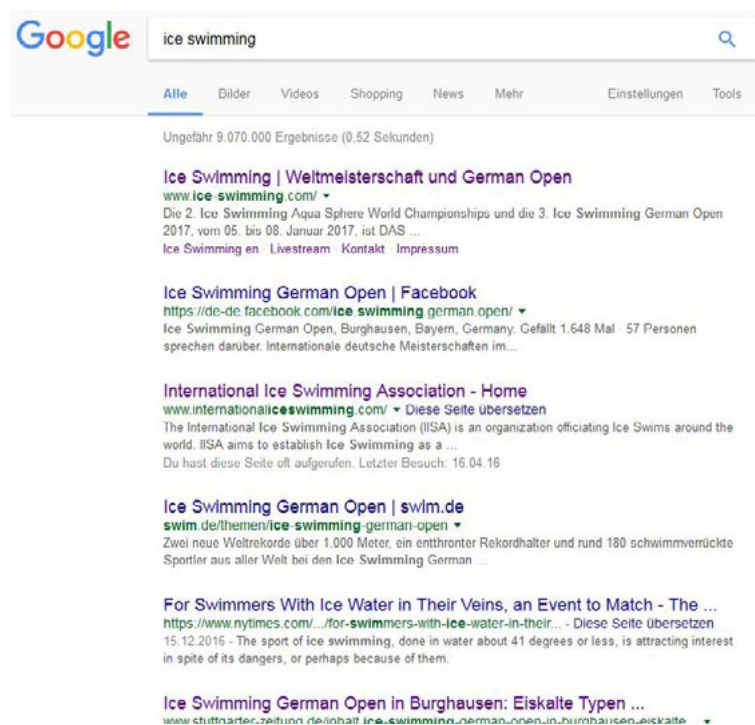 Google ice swimming
Alle Bilder Videos Shopping News Mehr Einstellungen Tools
Ungefähr 9.070.000 Ergebnisse (0,52 Sekunden)
Ice Swimming | Weltmeisterschaft und German Open
www.ice-swimming.com/
Die 2. Ice Swimming Aqua Sphere World Championships und die 3. Ice Swimming German Open
2017, vom 05. bis 08. Januar 2017, ist DAS ...
Ice Swimming en · Livestream · Kontakt · Impressum
Ice Swimming German Open | Facebook
https://de-de.facebook.com/ice.swimming.german.open/
Ice Swimming German Open, Burghausen, Bayern, Germany. Gefällt 1.648 Mal · 57 Personen
sprechen darüber. Internationale deutsche Meisterschaften im...
International Ice Swimming Association - Home
www.internationaliceswimming.com/ Diese Seite übersetzen
The International Ice Swimming Association (IISA) is an organization officiating Ice Swims around the
world. IISA aims to establish Ice Swimming as a ...
Du hast diese Seite oft aufgerufen. Letzter Besuch: 16.04.16
Ice Swimming German Open | swim.de
swim.de/themen/ice-swimming-german-open
Zwei neue Weltrekorde über 1.000 Meter, ein entthronter Rekordhalter und rund 180 schwimmverrückte
Sportler aus aller Welt bei den Ice Swimming German ...
For Swimmers With Ice Water in Their Veins, an Event to Match - The ...
https://www.nytimes.com/.../for-swimmers-with-ice-water-in-their... - Diese Seite übersetzen
15.12.2016 - The sport of ice swimming, done in water about 41 degrees or less, is attracting interest
in spite of its dangers, or perhaps because of them.
Ice Swimming German Open in Burghausen: Eiskalte Typen ...
www.stuttgarter-zeitung.de/inhalt.ice-swimming-german-open-in-burghausen-eiskalte...